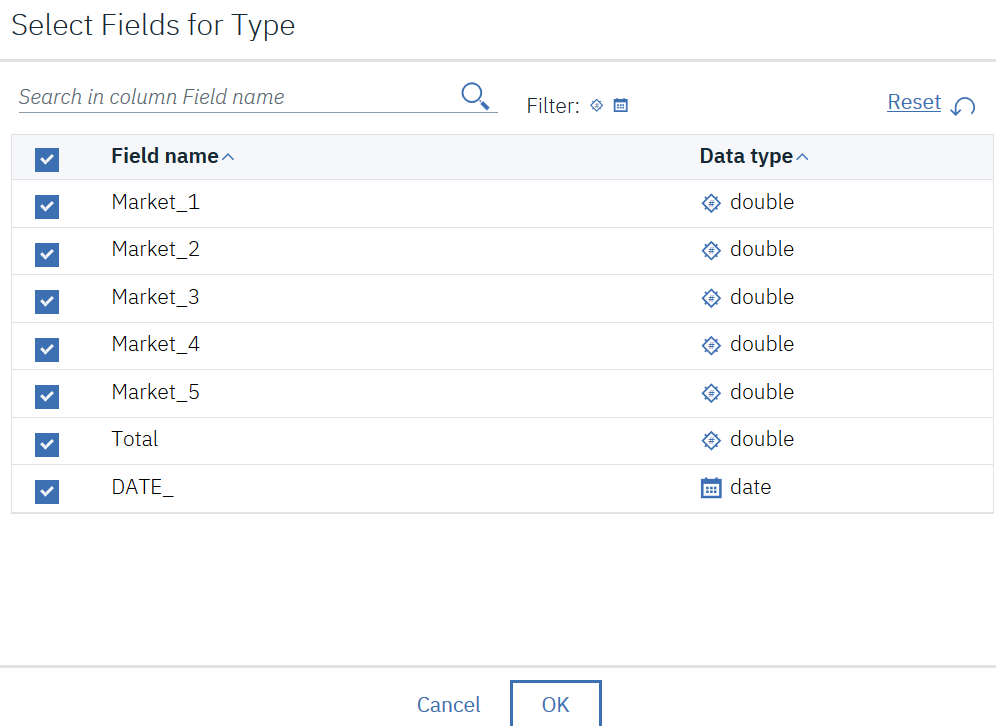 Select Fields for Type
Search in column Field name
Filter:
Reset
Field name Data type
Market_1 double
Market_2 double
Market_3 double
Market_4 double
Market_5 double
Total double
DATE_ date
Cancel OK